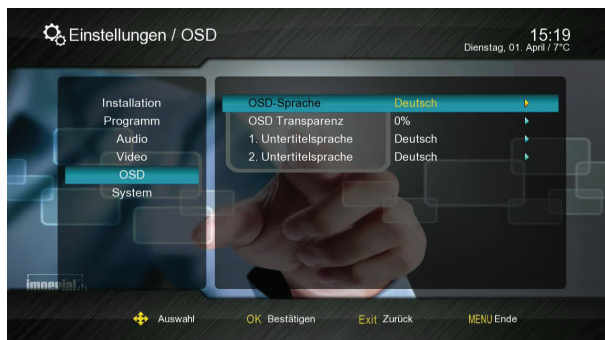 Einstellungen / OSD
15:19
Dienstag, 01. April / 7°C
Installation
Programm
Audio
Video
OSD
System
OSD-Sprache Deutsch
OSD Transparenz 0%
1. Untertitelsprache Deutsch
2. Untertitelsprache Deutsch
imperial
Auswahl OK Bestätigen Exit Zurück MENU Ende